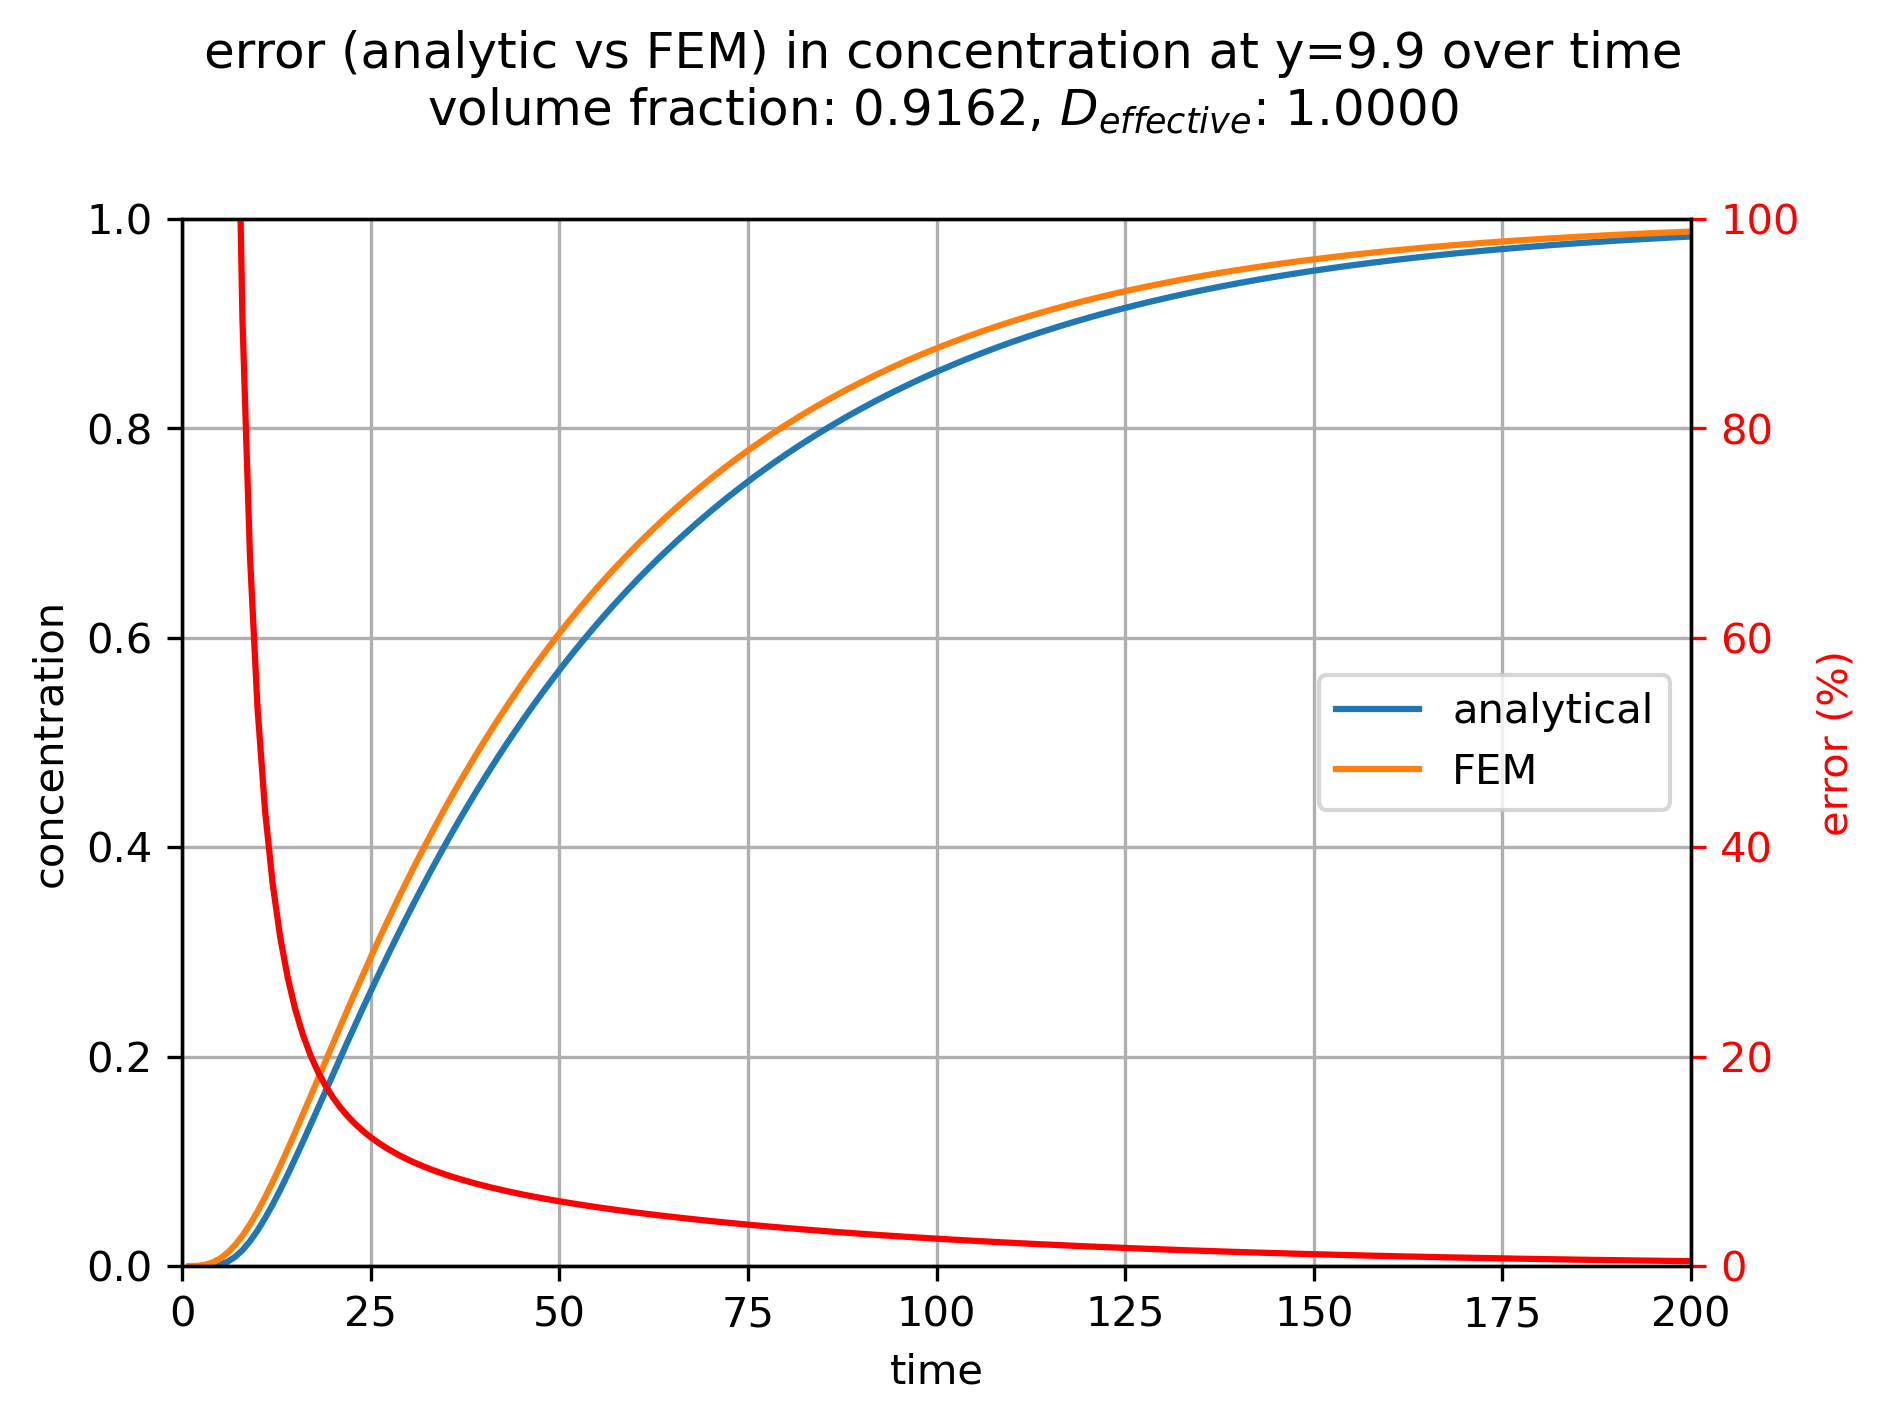 error (analytic vs FEM) in concentration at y=9.9 over time
volume fraction: 0.9162, D_effective: 1.0000
1.0
0.8
0.6
0.4
0.2
0.0
concentration
100
80
60
40
20
0
error (%)
analytical
FEM
0 25 50 75 100 125 150 175 200
time